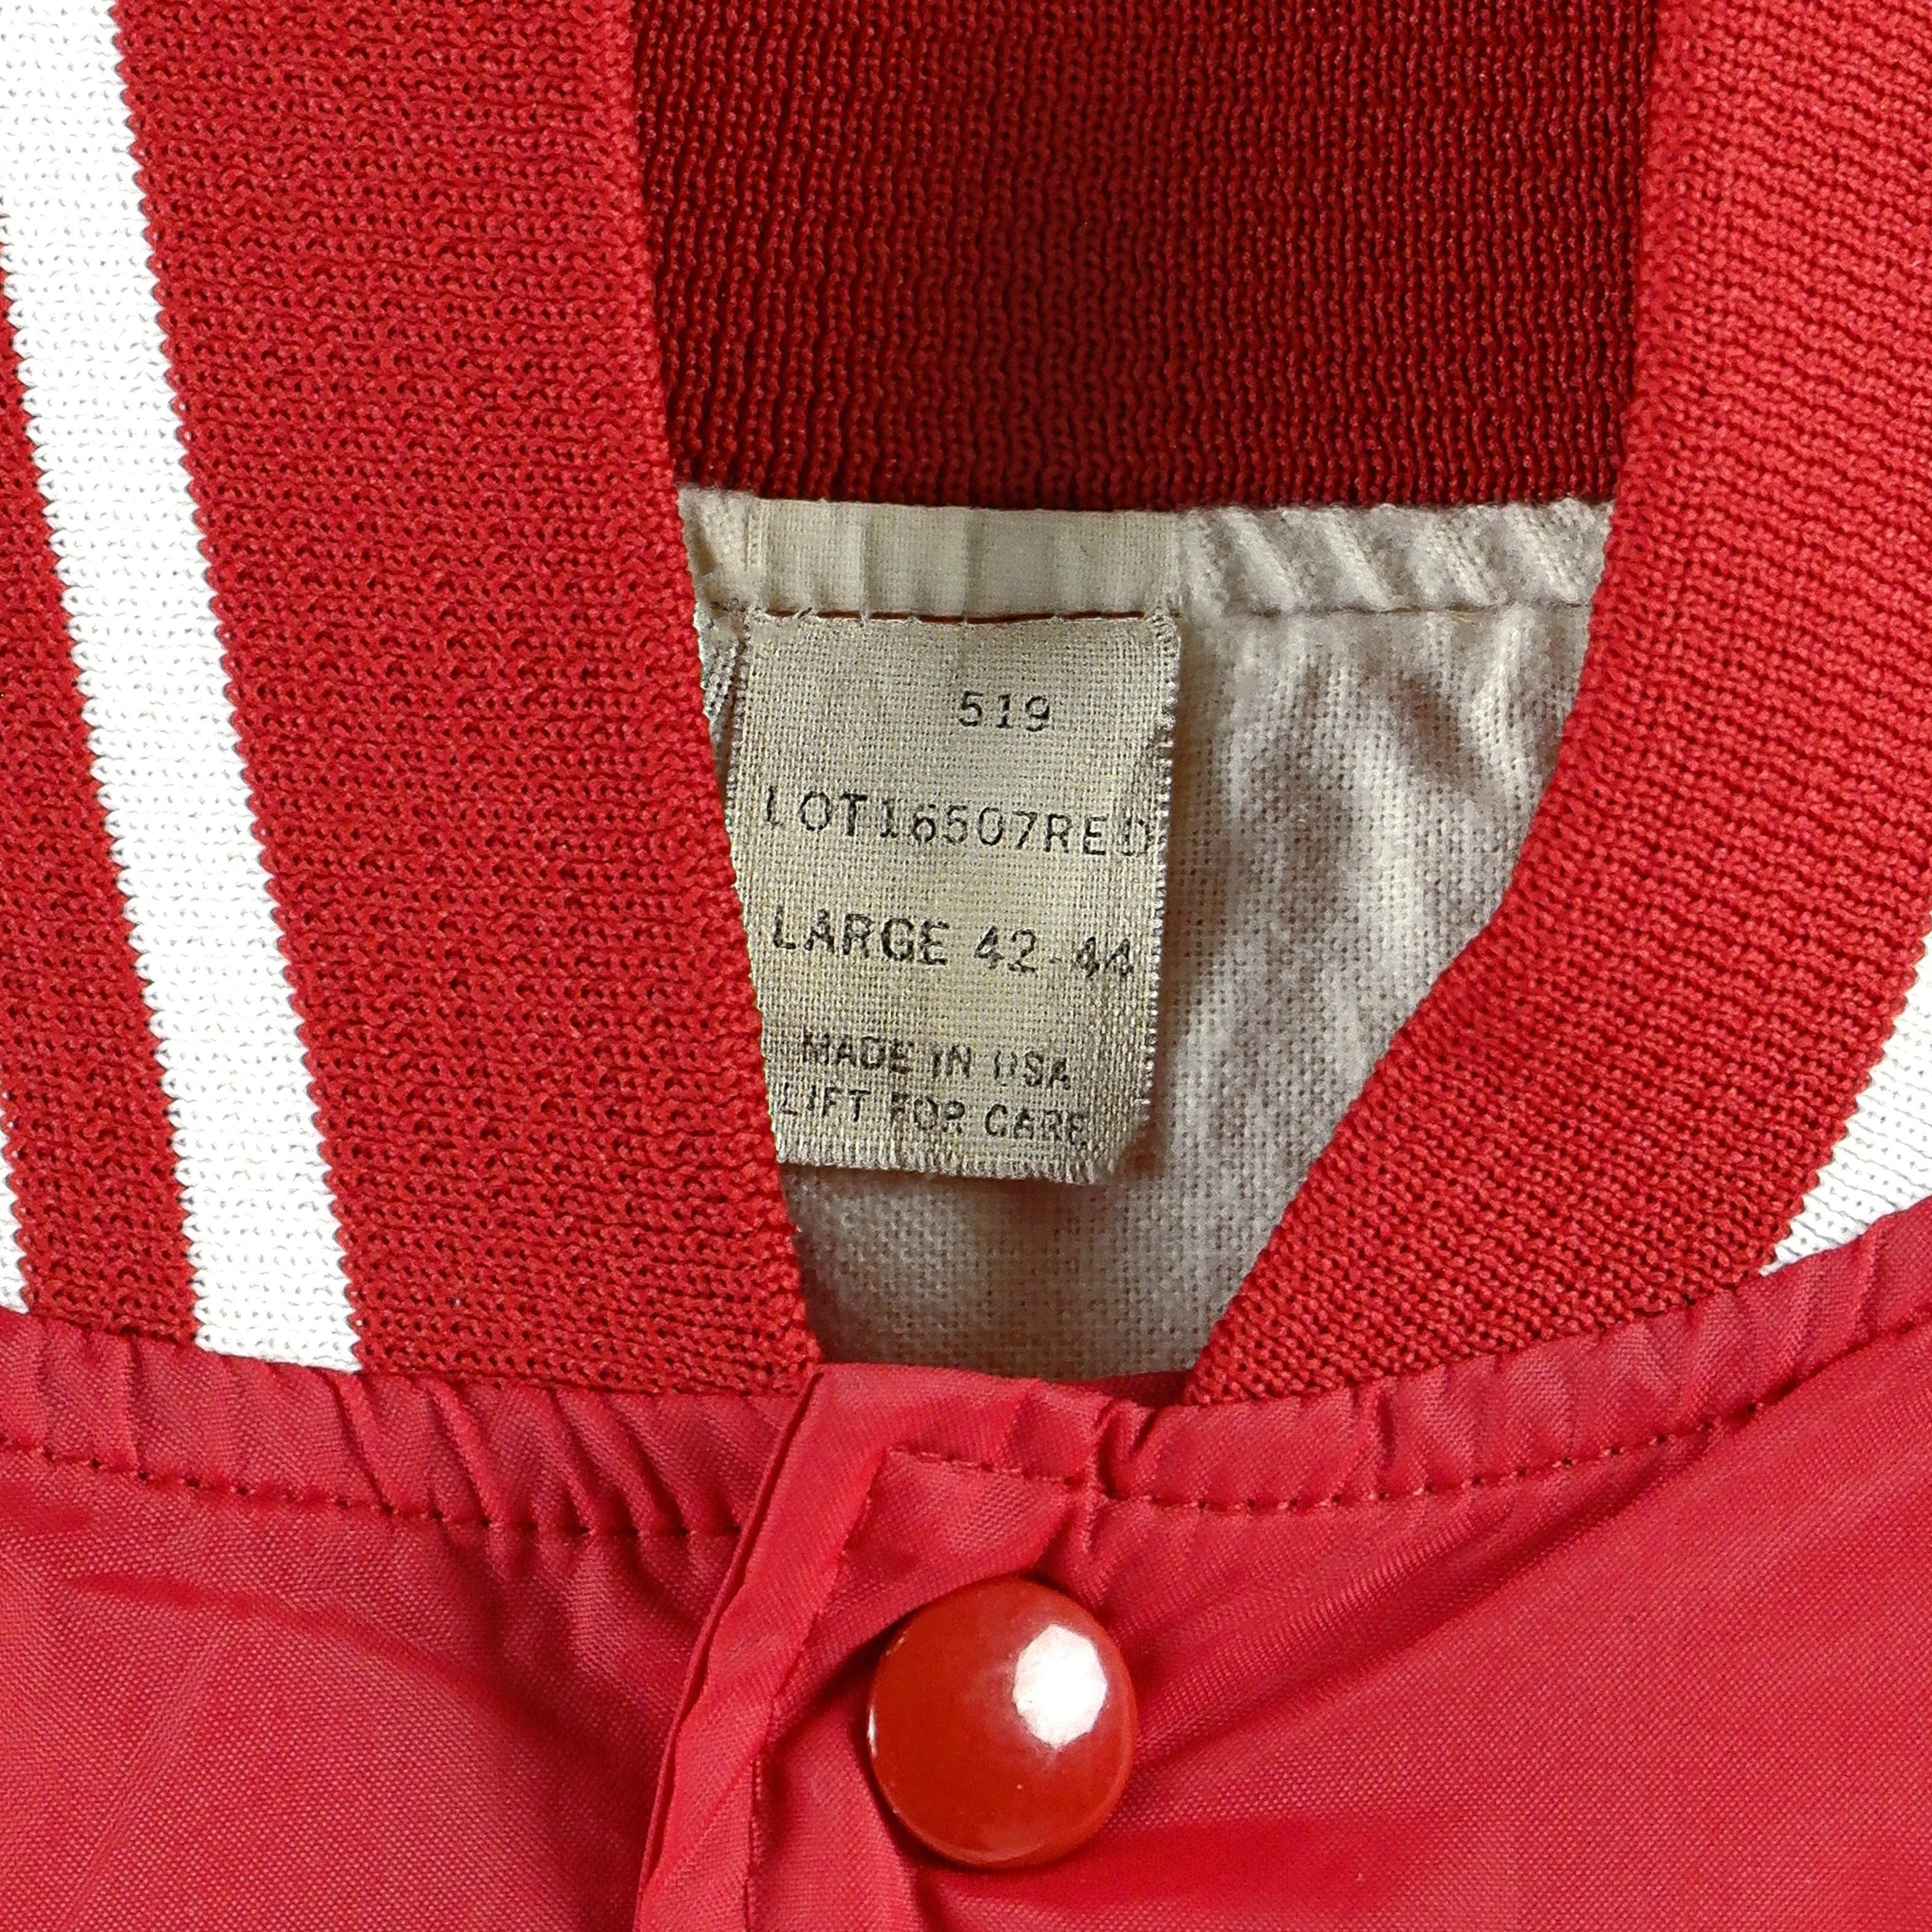 519
LOT16507RED
LARGE 42-44
MADE IN USA
LIFT FOR CARE